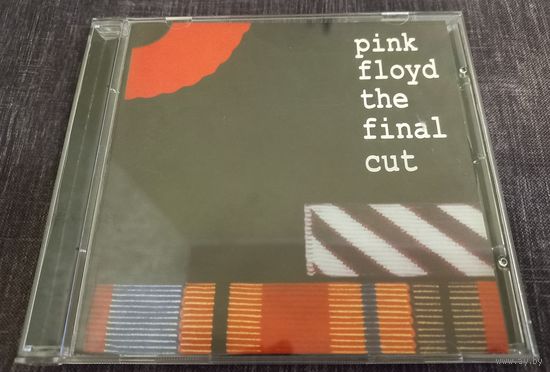 pink
floyd
the
final
cut